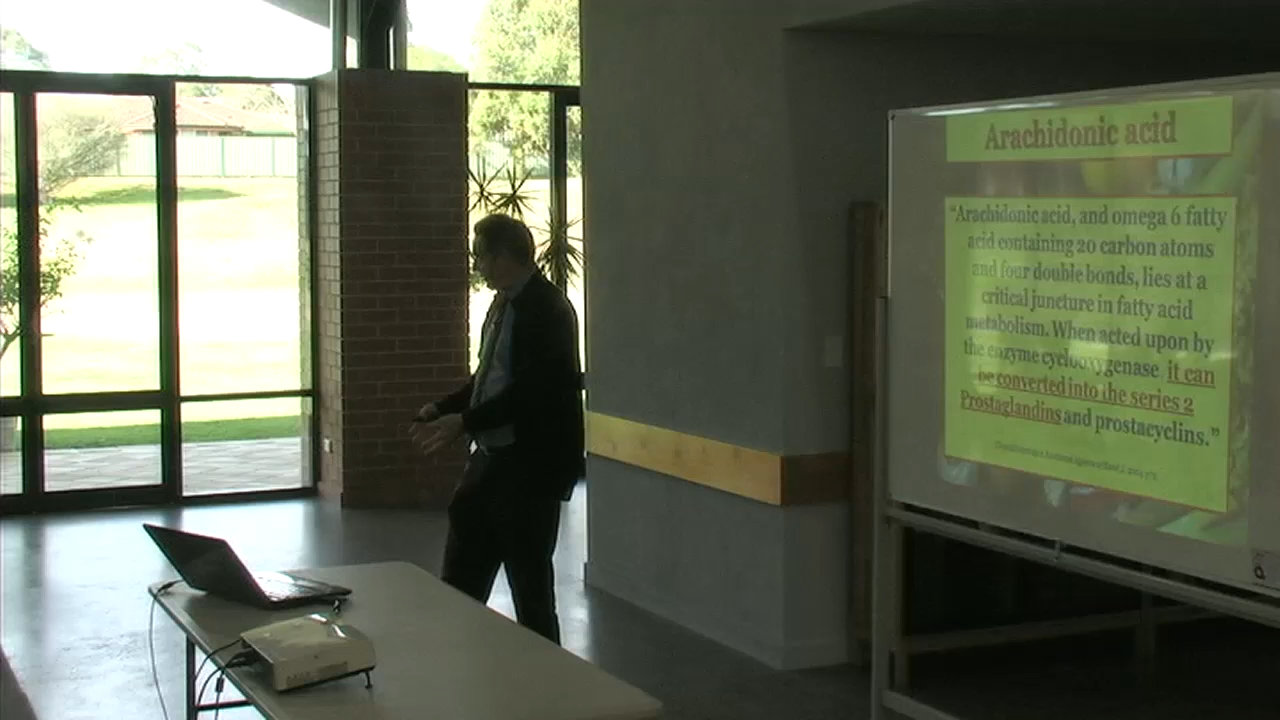 Arachidonic acid
“Arachidonic acid, and omega 6 fatty
acid containing 20 carbon atoms
and four double bonds, lies at a
critical juncture in fatty acid
metabolism. When acted upon by
the enzyme cyclooxygenase it can
be converted into the series 2
Prostaglandins and prostacyclins.”